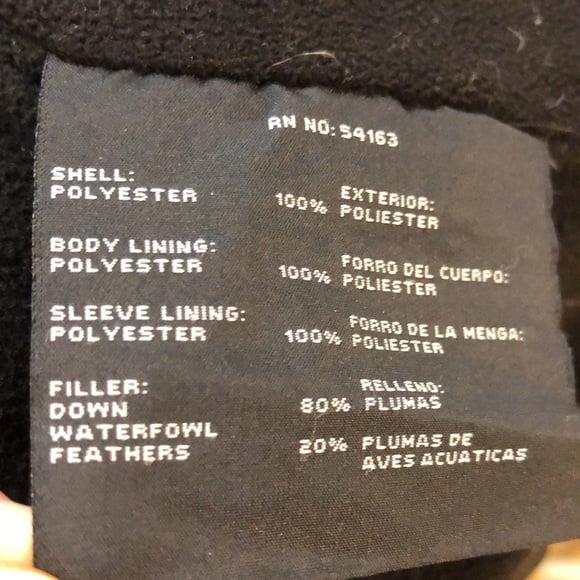 RN NO: 54163
SHELL:
POLYESTER 100%
EXTERIOR:
POLIESTER
BODY LINING:
POLYESTER 100%
FORRO DEL CUERPO:
POLIESTER
SLEEVE LINING:
POLYESTER 100%
FORRO DE LA MENGA:
POLIESTER
FILLER:
DOWN 80%
WATERFOWL
FEATHERS 20%
RELLENO:
PLUMAS
PLUMAS DE
AVES ACUATICAS